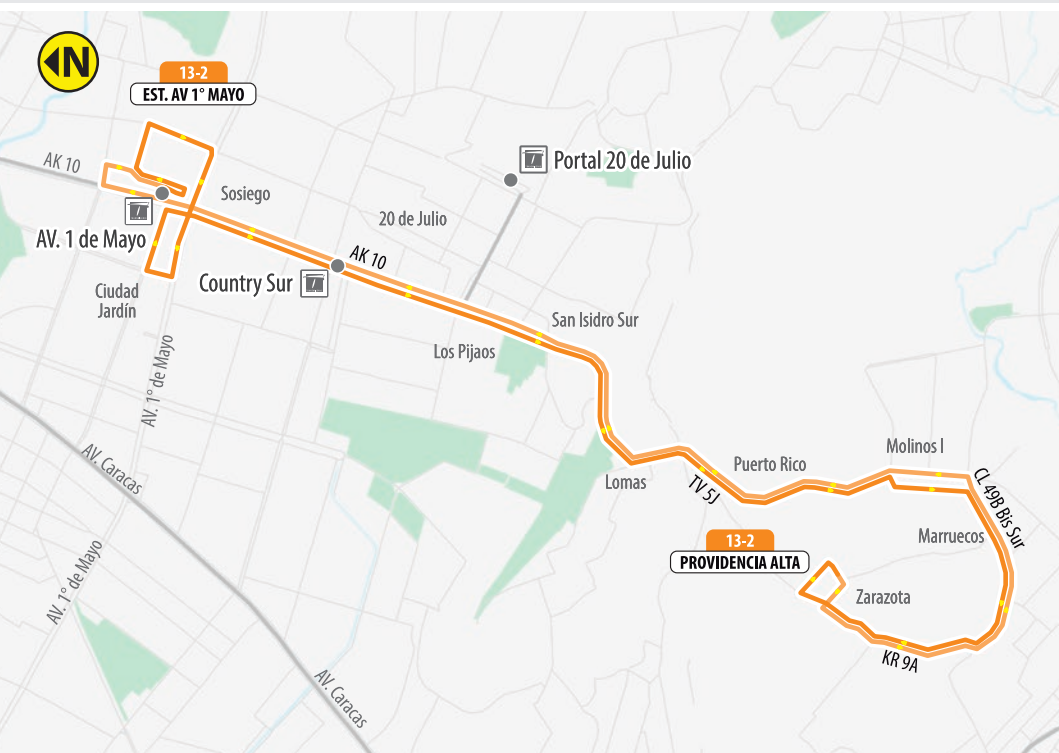 N
13-2
EST. AV 1° MAYO
AK 10
Portal 20 de Julio
Sosiego
20 de Julio
AV. 1 de Mayo
AK 10
Country Sur
Ciudad
Jardín
San Isidro Sur
Los Pijaos
AV. 1° de Mayo
AV. Caracas
Molinos I
Puerto Rico
Lomas
TV 5J
CL 49B Bis Sur
13-2
PROVIDENCIA ALTA
Marruecos
Zarazota
AV. 1° de Mayo
KR 9A
AV. Caracas